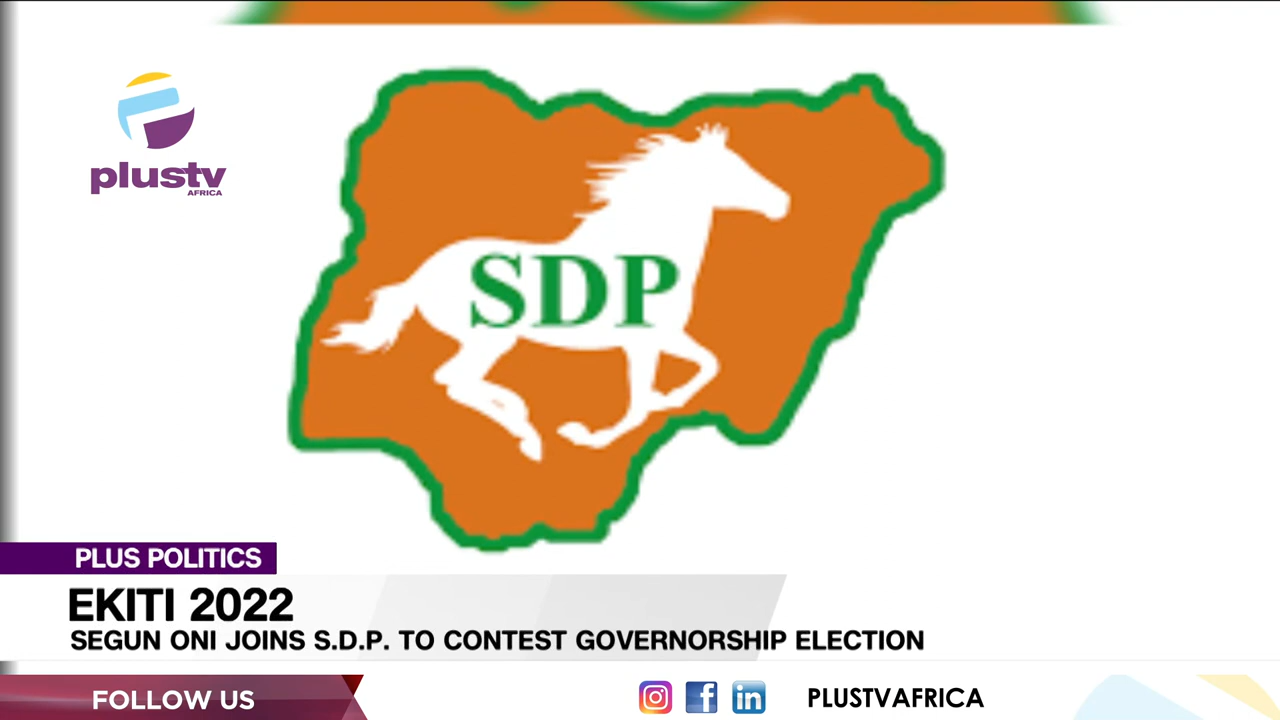 plustv
AFRICA
SDP
PLUS POLITICS
EKITI 2022
SEGUN ONI JOINS S.D.P. TO CONTEST GOVERNORSHIP ELECTION
FOLLOW US
PLUSTVAFRICA